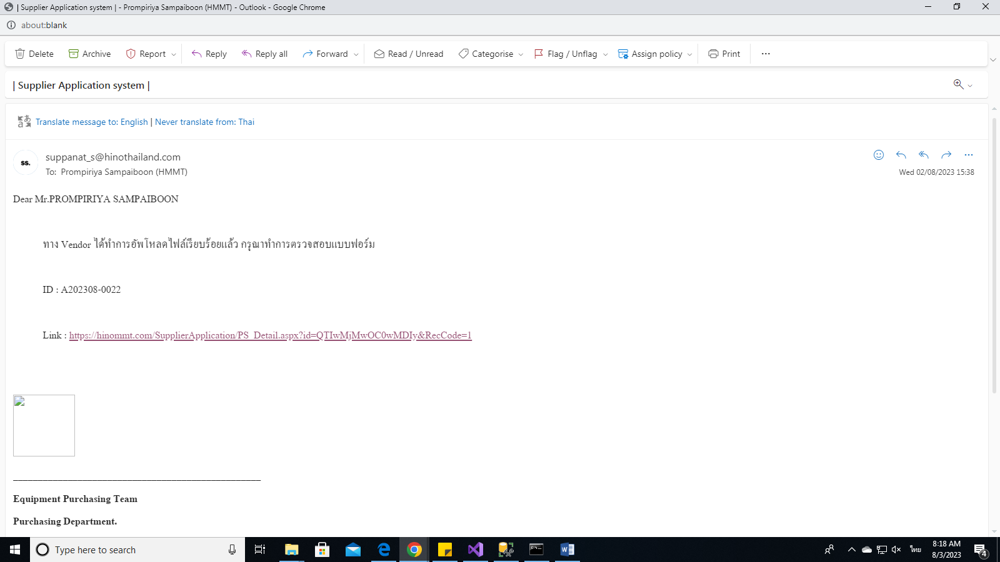 | Supplier Application system | - Prompiriya Sampaiboon (HMMT) - Outlook - Google Chrome
about:blank
Delete Archive Report Reply Reply all Forward Read / Unread Categorise Flag / Unflag Assign policy Print ...
| Supplier Application system |
Translate message to: English | Never translate from: Thai
ss. suppanat_s@hinothailand.com
To: Prompiriya Sampaiboon (HMMT)
Wed 02/08/2023 15:38
Dear Mr.PROMPIRIYA SAMPAIBOON
ทาง Vendor ได้ทำการอัพโหลดไฟล์เรียบร้อยแล้ว กรุณาทำการตรวจสอบแบบฟอร์ม
ID : A202308-0022
Link : https://hinommt.com/SupplierApplication/PS_Detail.aspx?id=QTIwMjMwOC0wMDIy&RecCode=1
Equipment Purchasing Team
Purchasing Department.
Type here to search
ไทย
8:18 AM
8/3/2023
4